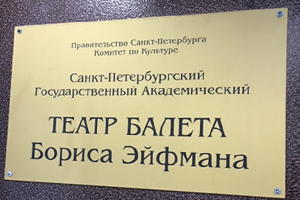 Правительство Санкт-Петербурга
Комитет по Культуре
Санкт-Петербургский
Государственный Академический
ТЕАТР БАЛЕТА
Бориса Эйфмана